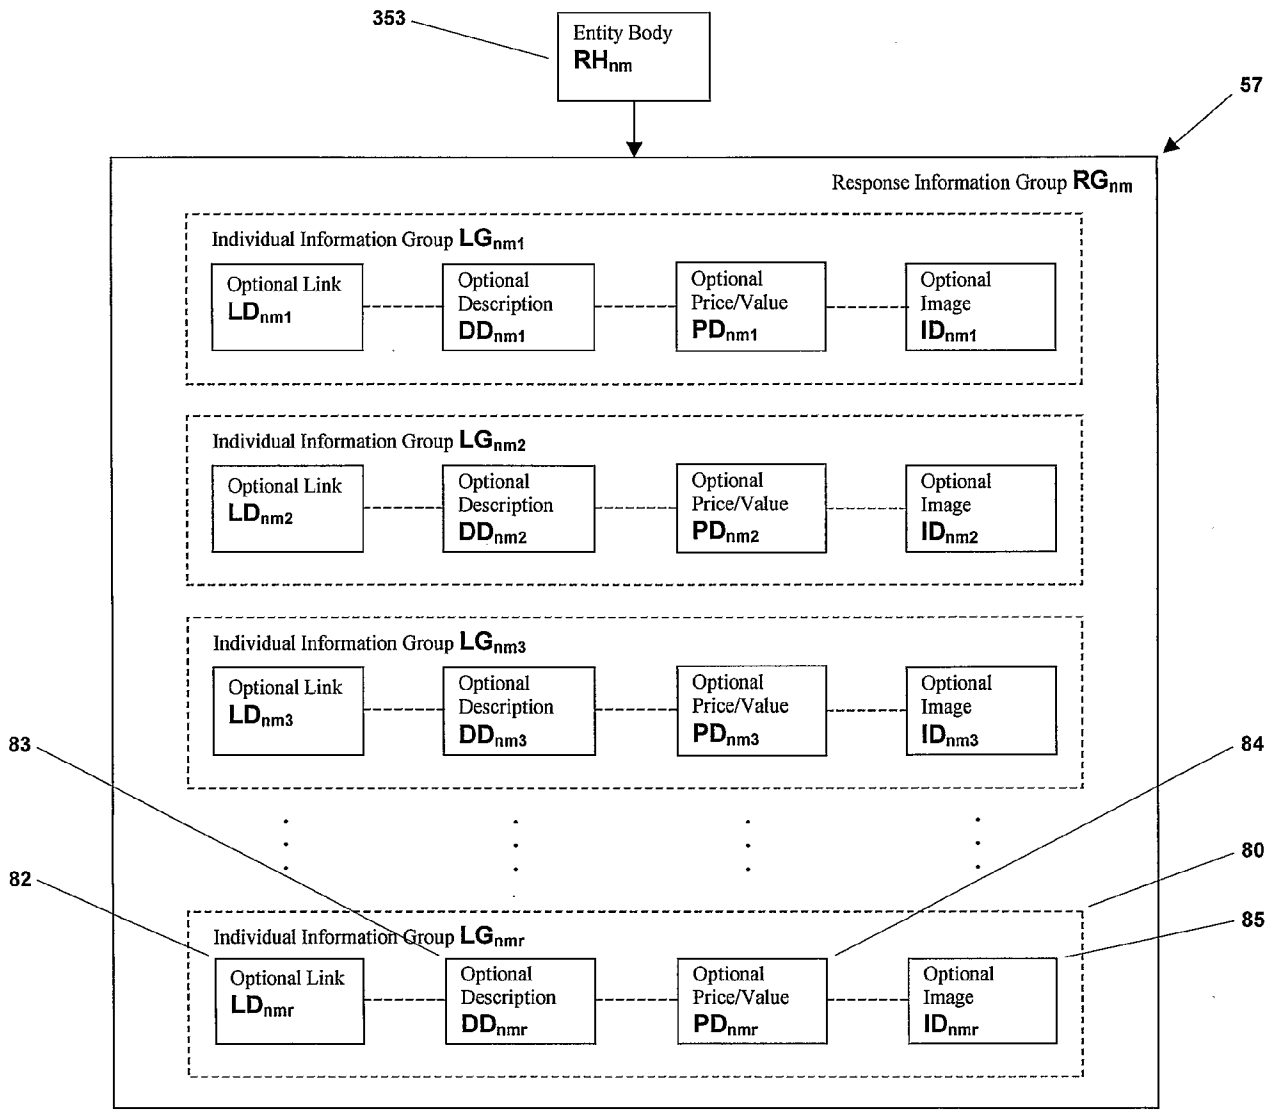 353
Entity Body
RHnm
57
Response Information Group RGnm
Individual Information Group LGnm1
Optional Link
LDnm1
Optional
Description
DDnm1
Optional
Price/Value
PDnm1
Optional
Image
IDnm1
Individual Information Group LGnm2
Optional Link
LDnm2
Optional
Description
DDnm2
Optional
Price/Value
PDnm2
Optional
Image
IDnm2
Individual Information Group LGnm3
Optional Link
LDnm3
Optional
Description
DDnm3
Optional
Price/Value
PDnm3
Optional
Image
IDnm3
83
84
82
80
85
Individual Information Group LGnmr
Optional Link
LDnmr
Optional
Description
DDnmr
Optional
Price/Value
PDnmr
Optional
Image
IDnmr